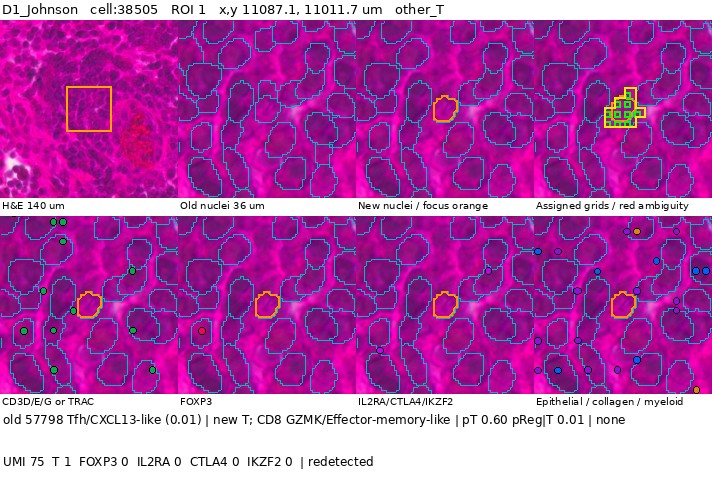 D1_Johnson cell:38505 ROI 1 x,y 11087.1, 11011.7 um other_T
H&E 140 um
Old nuclei 36 um
New nuclei / focus orange
Assigned grids / red ambiguity
CD3D/E/G or TRAC
FOXP3
IL2RA/CTLA4/IKZF2
Epithelial / collagen / myeloid
old 57798 Tfh/CXCL13-like (0.01) | new T; CD8 GZMK/Effector-memory-like | pT 0.60 pReg|T 0.01 | none
UMI 75 T 1 FOXP3 0 IL2RA 0 CTLA4 0 IKZF2 0 | redetected